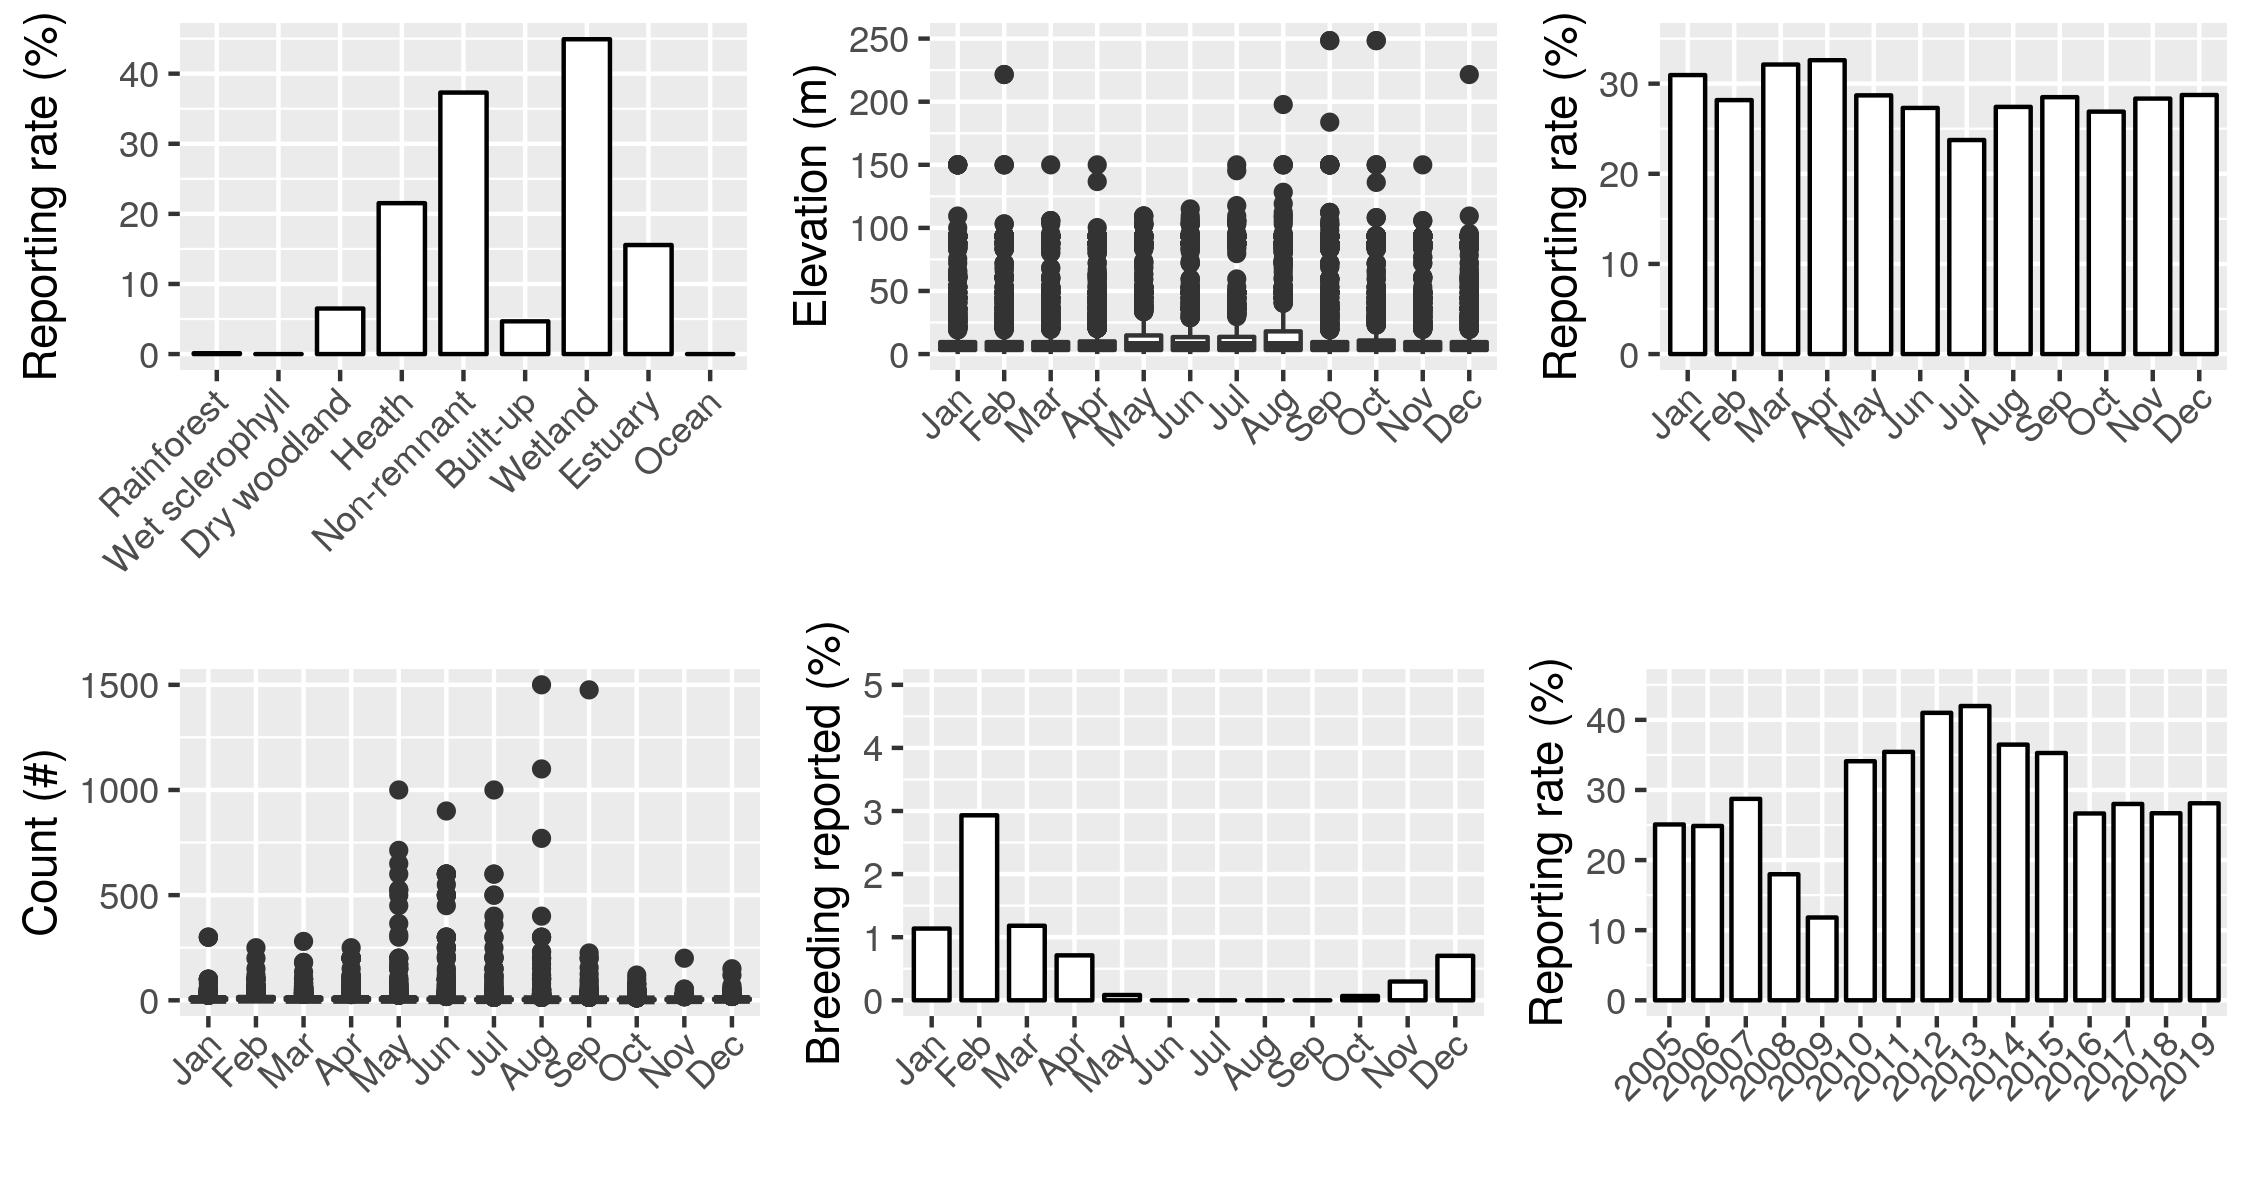 Reporting rate (%)
40
30
20
10
0
Rainforest
Wet sclerophyll
Dry woodland
Heath
Non-remnant
Built-up
Wetland
Estuary
Ocean
Elevation (m)
250
200
150
100
50
0
Jan
Feb
Mar
Apr
May
Jun
Jul
Aug
Sep
Oct
Nov
Dec
Reporting rate (%)
30
20
10
0
Jan
Feb
Mar
Apr
May
Jun
Jul
Aug
Sep
Oct
Nov
Dec
Count (#)
1500
1000
500
0
Jan
Feb
Mar
Apr
May
Jun
Jul
Aug
Sep
Oct
Nov
Dec
Breeding reported (%)
5
4
3
2
1
0
Jan
Feb
Mar
Apr
May
Jun
Jul
Aug
Sep
Oct
Nov
Dec
Reporting rate (%)
40
30
20
10
0
2005
2006
2007
2008
2009
2010
2011
2012
2013
2014
2015
2016
2017
2018
2019